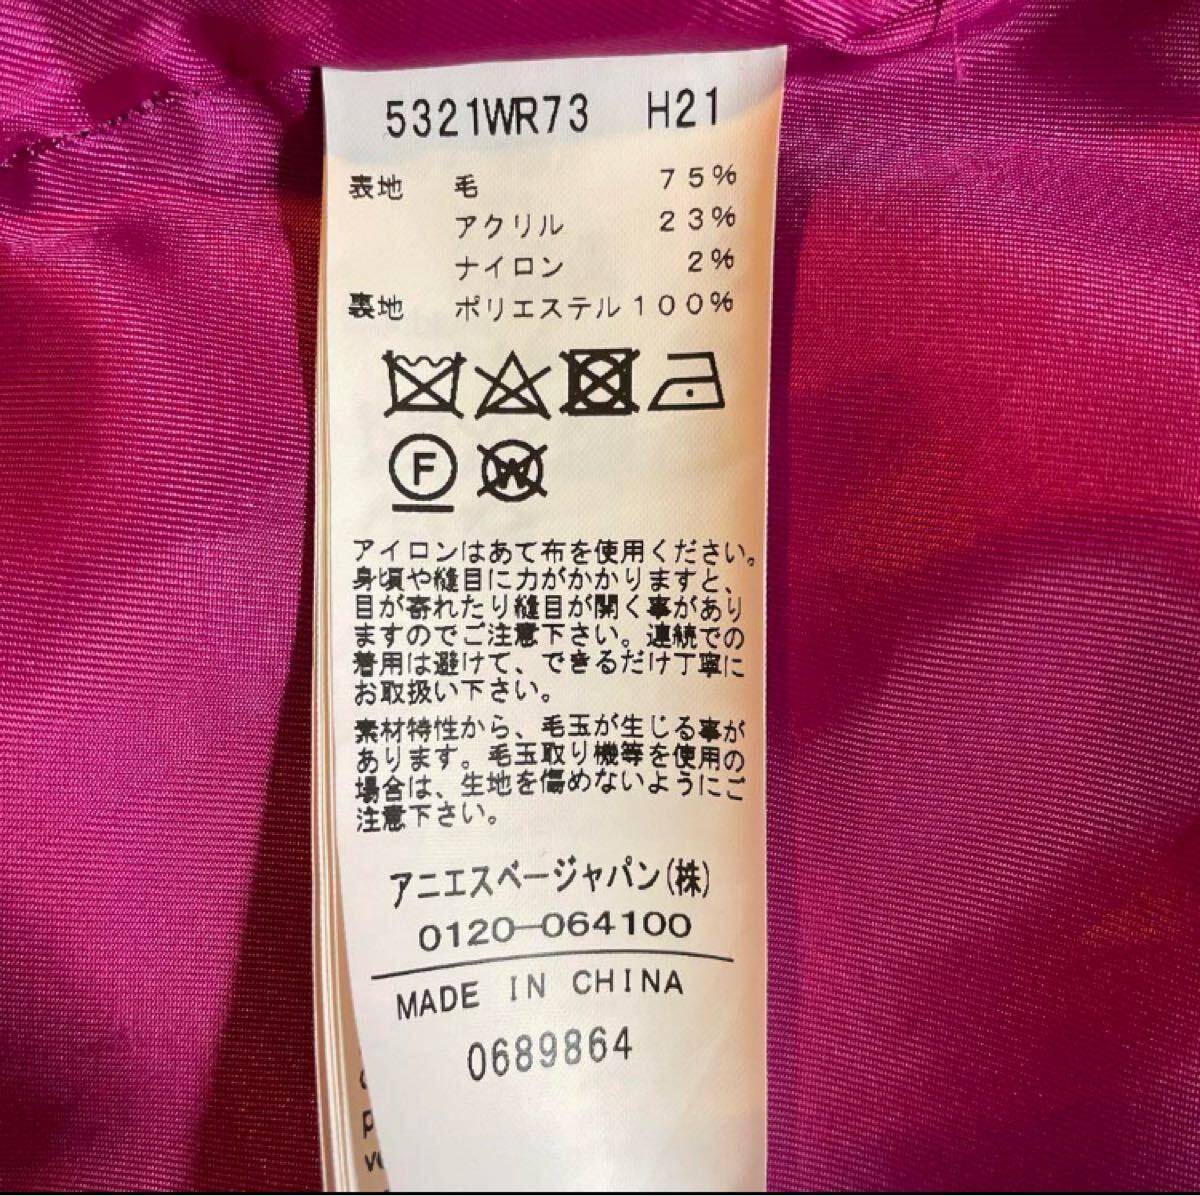 5321WR73 H21
表地 毛 75%
アクリル 23%
ナイロン 2%
裏地 ポリエステル 100%
F W
アイロンはあて布を使用ください。
身頃や縫目に力がかかりますと、
目が寄れたり縫目が開く事があり
ますのでご注意下さい。連続での
着用は避けて、できるだけ丁寧に
お取扱い下さい。
素材特性から、毛玉が生じる事が
あります。毛玉取り機等を使用の
場合は、生地を傷めないようにご
注意下さい。
アニエスベージャパン(株)
0120-064100
MADE IN CHINA
0689864